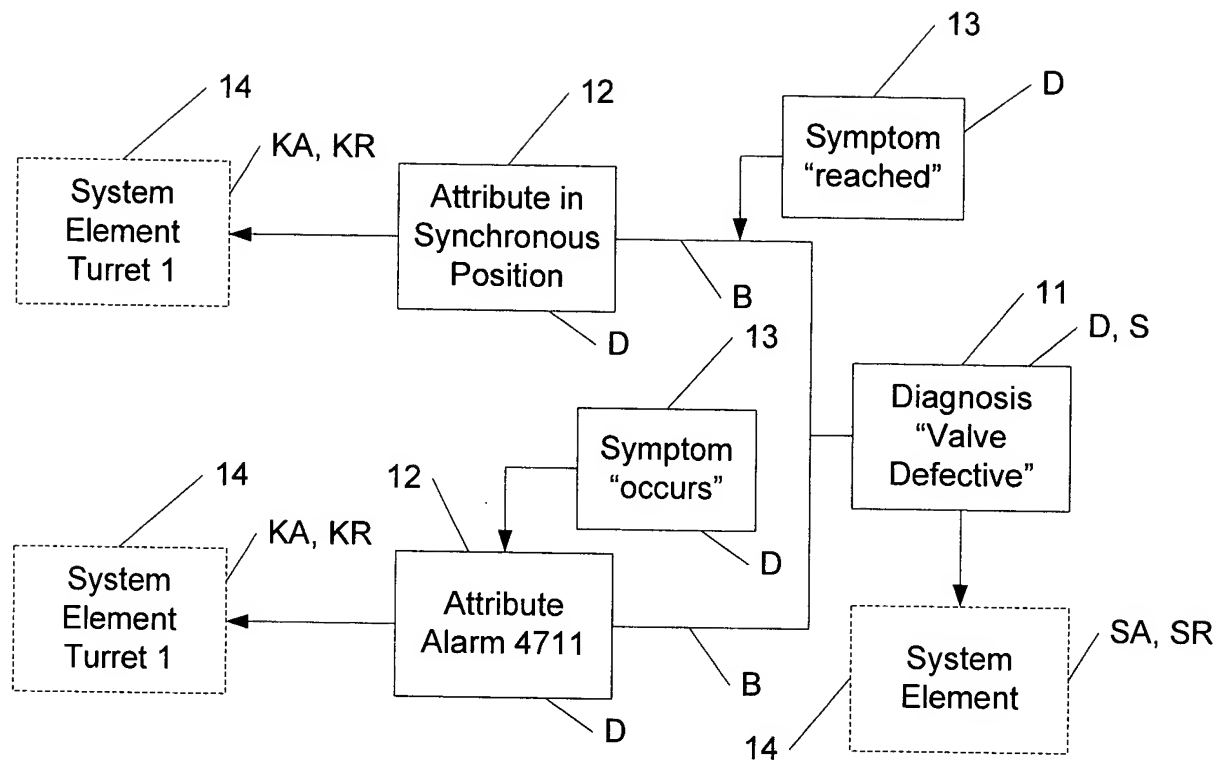 13
14
12
D
KA, KR
Symptom
“reached”
System
Element
Turret 1
Attribute in
Synchronous
Position
B
11
D
13
D, S
Diagnosis
“Valve
Defective”
Symptom
“occurs”
14
12
KA, KR
D
System
Element
Turret 1
Attribute
Alarm 4711
B
System
Element
SA, SR
D
14